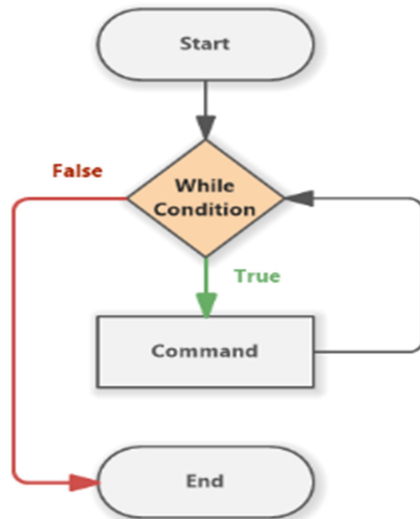 Start
False
While
Condition
True
Command
End